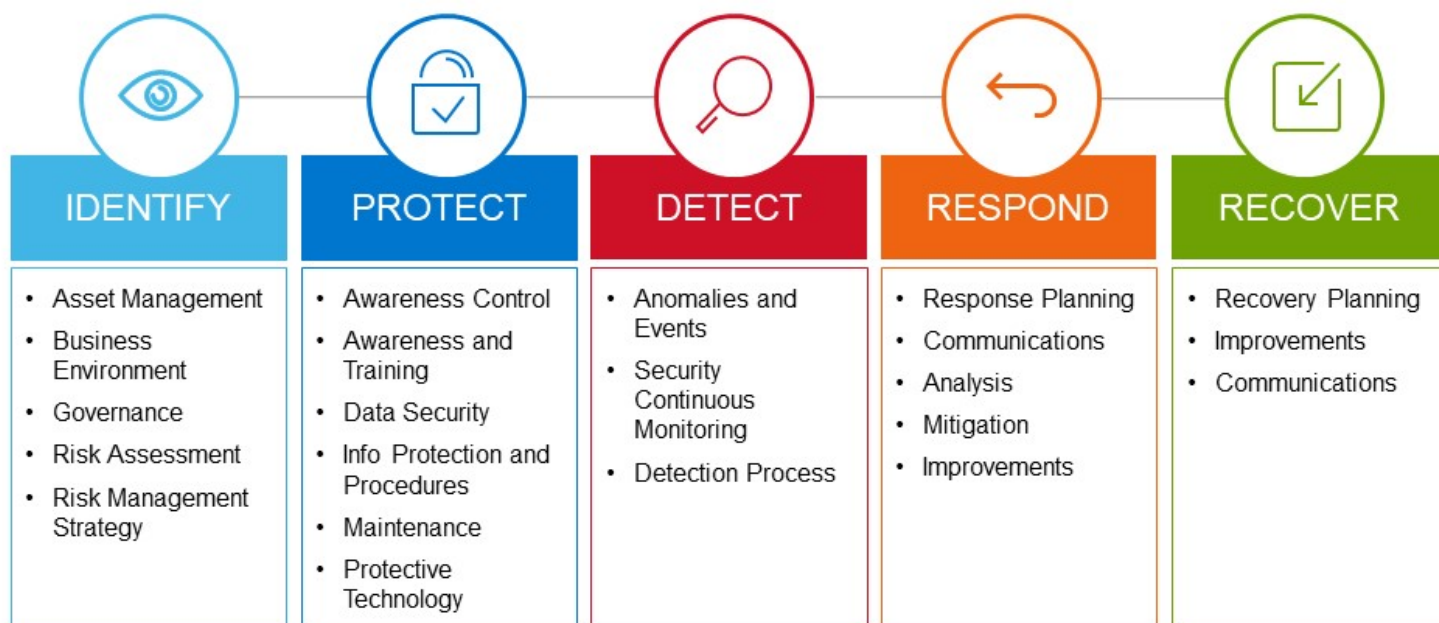 IDENTIFY
• Asset Management
• Business
Environment
• Governance
• Risk Assessment
• Risk Management
Strategy
PROTECT
• Awareness Control
• Awareness and
Training
• Data Security
• Info Protection and
Procedures
• Maintenance
• Protective
Technology
DETECT
• Anomalies and
Events
• Security
Continuous
Monitoring
• Detection Process
RESPOND
• Response Planning
• Communications
• Analysis
• Mitigation
• Improvements
RECOVER
• Recovery Planning
• Improvements
• Communications